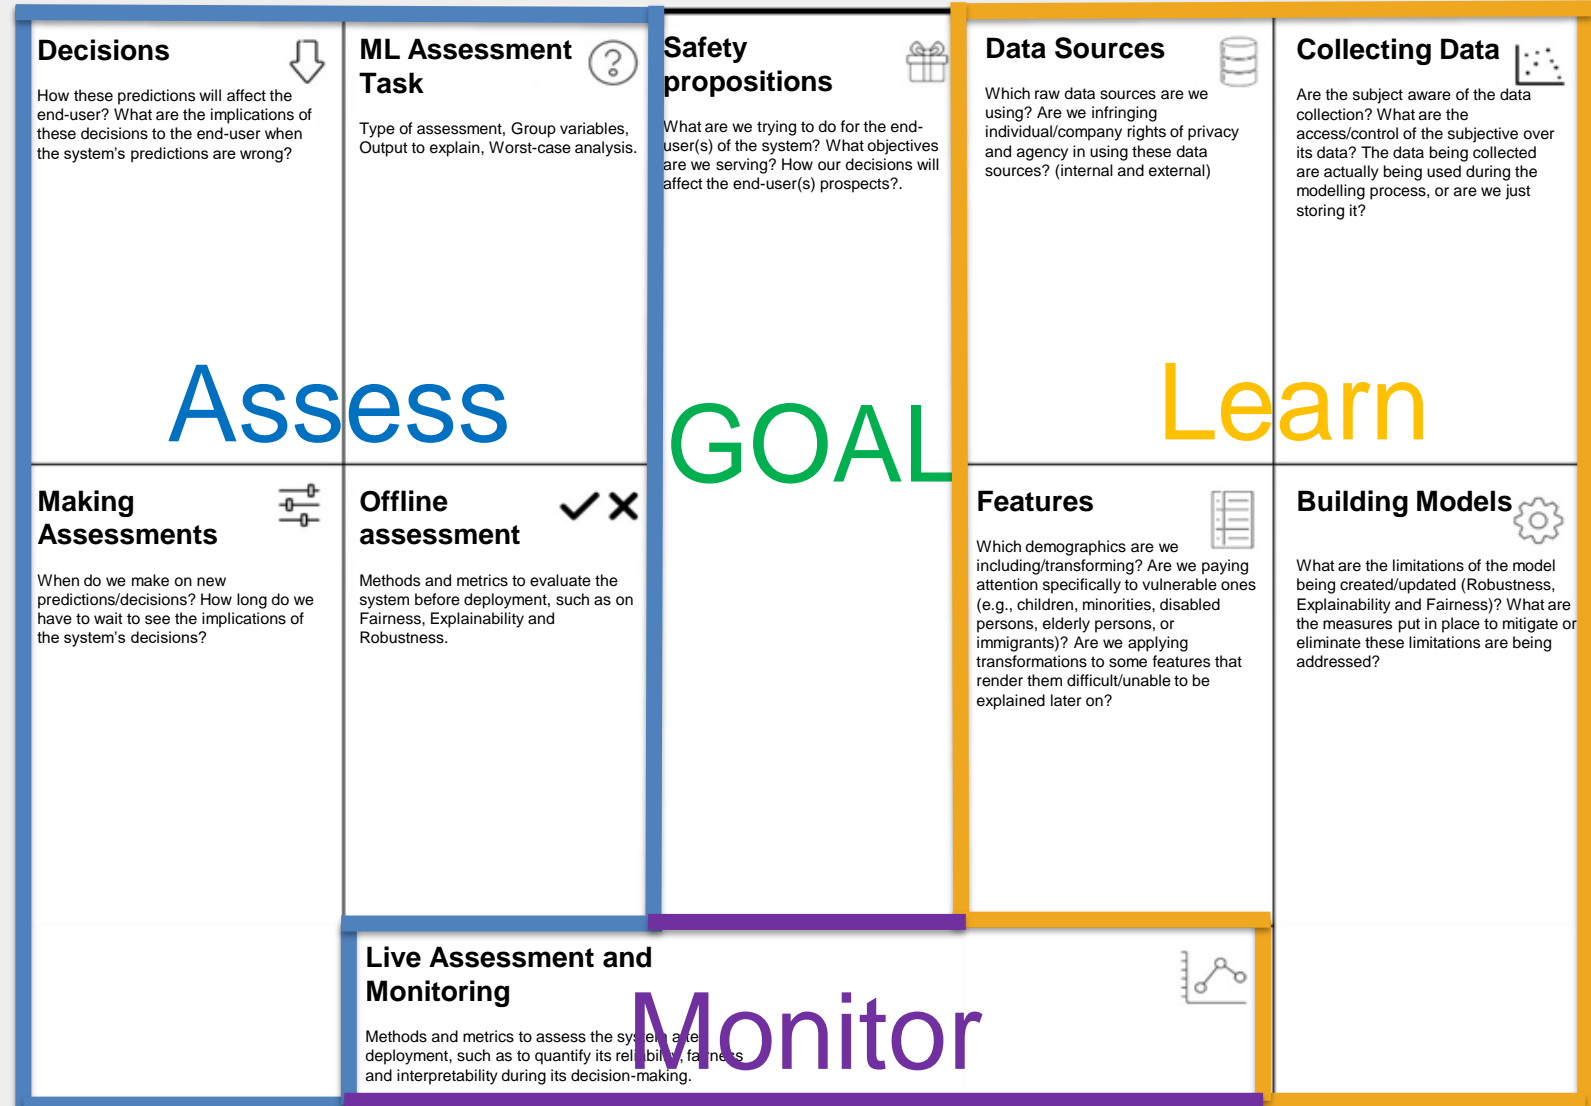 Decisions
How these predictions will affect the
end-user? What are the implications of
these decisions to the end-user when
the system's predictions are wrong?
ML Assessment
Task
Type of assessment, Group variables,
Output to explain, Worst-case analysis.
Safety
propositions
What are we trying to do for the end-
user(s) of the system? What objectives
are we serving? How our decisions will
affect the end-user(s) prospects?.
Data Sources
Which raw data sources are we
using? Are we infringing
individual/company rights of privacy
and agency in using these data
sources? (internal and external)
Collecting Data
Are the subject aware of the data
collection? What are the
access/control of the subjective over
its data? The data being collected
are actually being used during the
modelling process, or are we just
storing it?
Assess
GOAL
Learn
Making
Assessments
When do we make on new
predictions/decisions? How long do we
have to wait to see the implications of
the system's decisions?
Offline
assessment
Methods and metrics to evaluate the
system before deployment, such as on
Fairness, Explainability and
Robustness.
Features
Which demographics are we
including/transforming? Are we paying
attention specifically to vulnerable ones
(e.g., children, minorities, disabled
persons, elderly persons, or
immigrants)? Are we applying
transformations to some features that
render them difficult/unable to be
explained later on?
Building Models
What are the limitations of the model
being created/updated (Robustness,
Explainability and Fairness)? What are
the measures put in place to mitigate or
eliminate these limitations are being
addressed?
Live Assessment and
Monitoring
Methods and metrics to assess the system after
deployment, such as to quantify its reliability, fairness
and interpretability during its decision-making.
Monitor